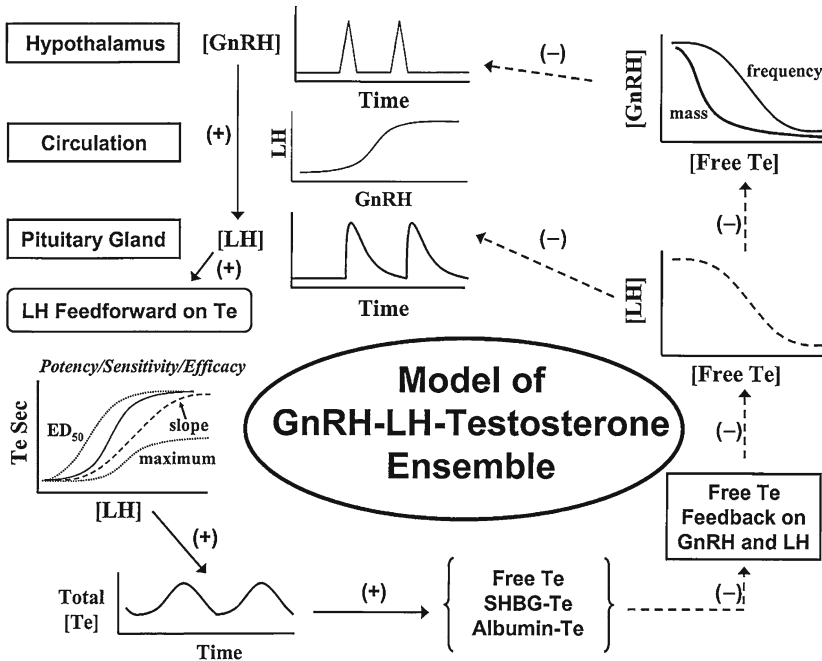 Hypothalamus
[GnRH]
Time
(−)
[GnRH]
frequency
mass
[Free Te]
Circulation
(+)
LH
GnRH
(−)
Pituitary Gland
[LH]
(+)
Time
(−)
[LH]
[Free Te]
LH Feedforward on Te
Potency/Sensitivity/Efficacy
Te Sec
ED50
slope
maximum
[LH]
Model of
GnRH-LH-Testosterone
Ensemble
(−)
Free Te
Feedback on
GnRH and LH
(+)
Total
[Te]
Time
(+)
Free Te
SHBG-Te
Albumin-Te
(−)